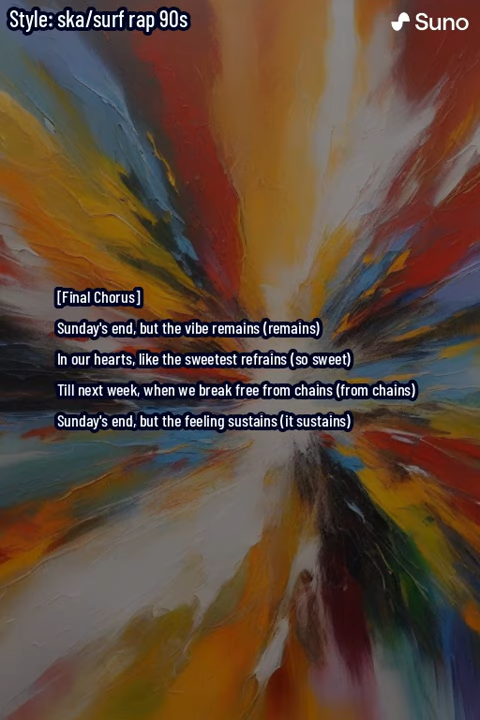 Style: ska/surf rap 90s
Suno
[Final Chorus]
Sunday's end, but the vibe remains (remains)
In our hearts, like the sweetest refrains (so sweet)
Till next week, when we break free from chains (from chains)
Sunday's end, but the feeling sustains (it sustains)